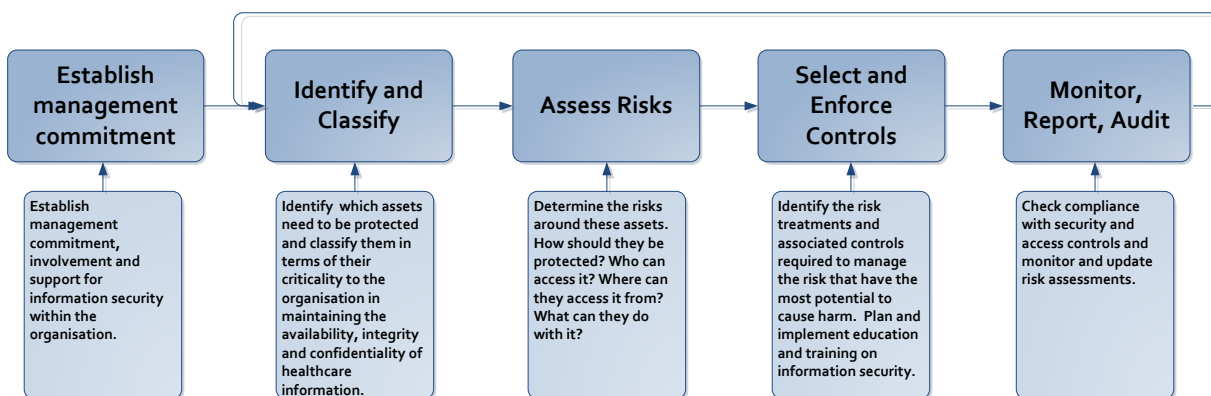 Establish
management
commitment
Identify and
Classify
Assess Risks
Select and
Enforce
Controls
Monitor,
Report, Audit
Establish
management
commitment,
involvement and
support for
information security
within the
organisation.
Identify which assets
need to be protected
and classify them in
terms of their
criticality to the
organisation in
maintaining the
availability, integrity
and confidentiality of
healthcare
information.
Determine the risks
around these assets.
How should they be
protected? Who can
access it? Where can
they access it from?
What can they do
with it?
Identify the risk
treatments and
associated controls
required to manage
the risk that have the
most potential to
cause harm. Plan and
implement education
and training on
information security.
Check compliance
with security and
access controls and
monitor and update
risk assessments.